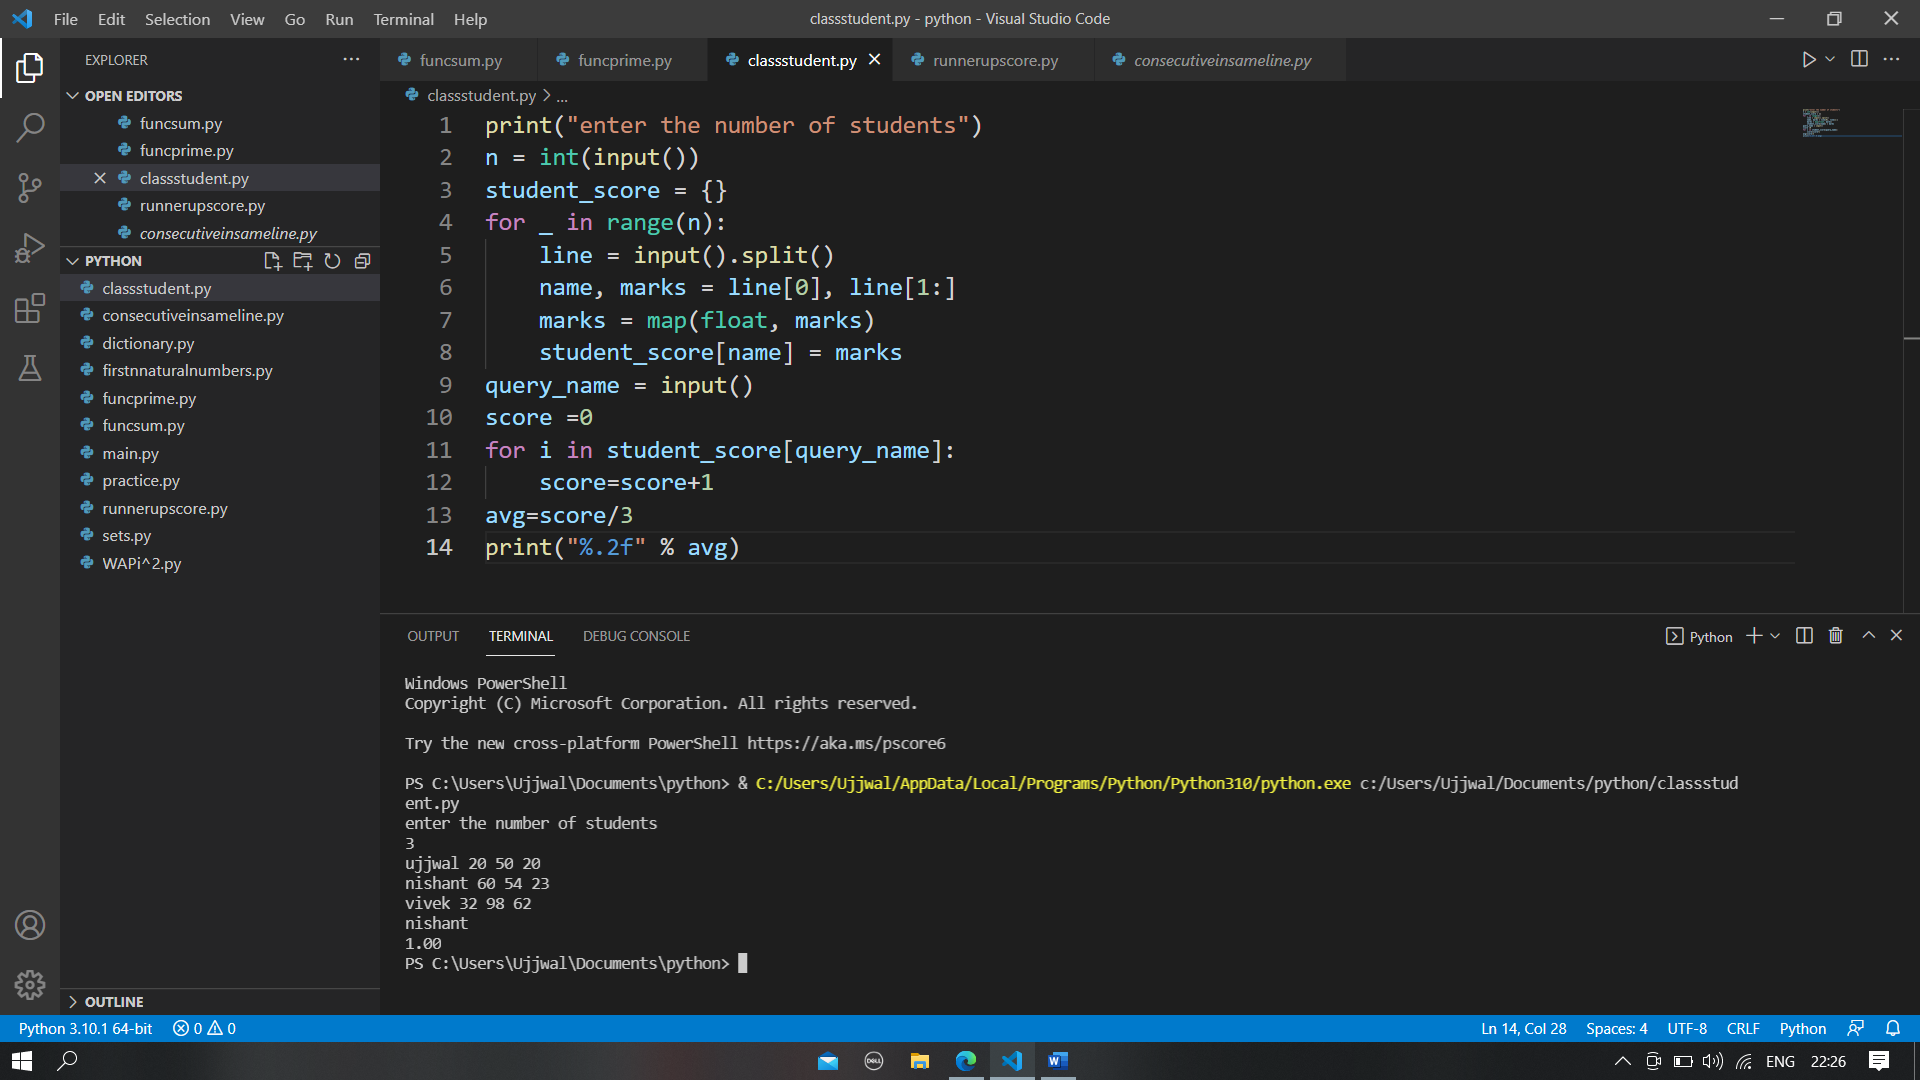 File Edit Selection View Go Run Terminal Help
classstudent.py - python - Visual Studio Code
EXPLORER
OPEN EDITORS
funcsum.py
funcprime.py
classstudent.py
runnerupscore.py
consecutiveinsameline.py
PYTHON
classstudent.py
consecutiveinsameline.py
dictionary.py
firstnnaturalnumbers.py
funcprime.py
funcsum.py
main.py
practice.py
runnerupscore.py
sets.py
WAPi^2.py
OUTLINE
funcsum.py funcprime.py classstudent.py runnerupscore.py consecutiveinsameline.py
classstudent.py > ...
1 print("enter the number of students")
2 n = int(input())
3 student_score = {}
4 for _ in range(n):
5     line = input().split()
6     name, marks = line[0], line[1:]
7     marks = map(float, marks)
8     student_score[name] = marks
9 query_name = input()
10 score =0
11 for i in student_score[query_name]:
12     score=score+1
13 avg=score/3
14 print("%.2f" % avg)
OUTPUT TERMINAL DEBUG CONSOLE
Python
Windows PowerShell
Copyright (C) Microsoft Corporation. All rights reserved.
Try the new cross-platform PowerShell https://aka.ms/pscore6
PS C:\Users\Ujjwal\Documents\python> & C:/Users/Ujjwal/AppData/Local/Programs/Python/Python310/python.exe c:/Users/Ujjwal/Documents/python/classstud
ent.py
enter the number of students
3
ujjwal 20 50 20
nishant 60 54 23
vivek 32 98 62
nishant
1.00
PS C:\Users\Ujjwal\Documents\python>
Python 3.10.1 64-bit 0 0
Ln 14, Col 28 Spaces: 4 UTF-8 CRLF Python
DELL
W
ENG 22:26